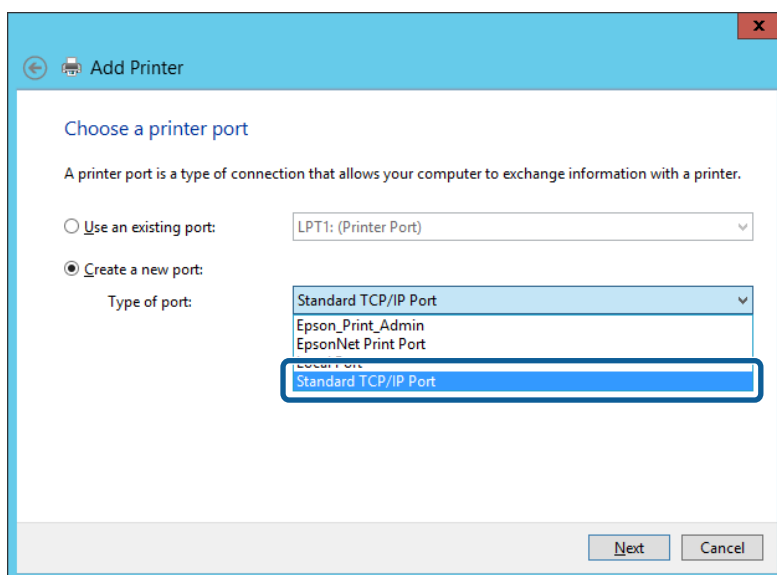 x
Add Printer
Choose a printer port
A printer port is a type of connection that allows your computer to exchange information with a printer.
Use an existing port: LPT1: (Printer Port)
Create a new port:
Type of port: Standard TCP/IP Port
Epson_Print_Admin
EpsonNet Print Port
Local Port
Standard TCP/IP Port
Next Cancel